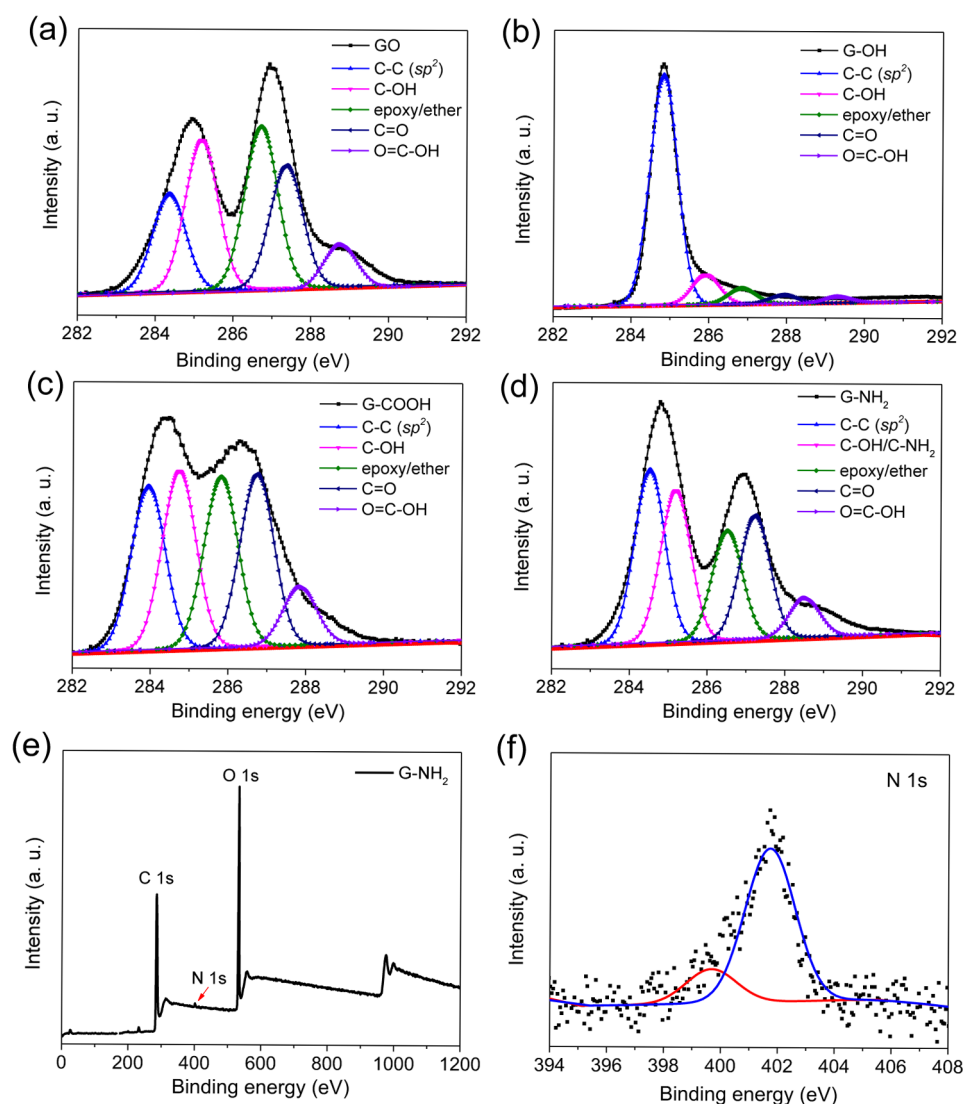 (a)
GO
C-C (sp²)
C-OH
epoxy/ether
C=O
O=C-OH
Intensity (a. u.)
282 284 286 288 290 292
Binding energy (eV)
(b)
G-OH
C-C (sp²)
C-OH
epoxy/ether
C=O
O=C-OH
Intensity (a. u.)
282 284 286 288 290 292
Binding energy (eV)
(c)
G-COOH
C-C (sp²)
C-OH
epoxy/ether
C=O
O=C-OH
Intensity (a. u.)
282 284 286 288 290 292
Binding energy (eV)
(d)
G-NH₂
C-C (sp²)
C-OH/C-NH₂
epoxy/ether
C=O
O=C-OH
Intensity (a. u.)
282 284 286 288 290 292
Binding energy (eV)
(e)
G-NH₂
O 1s
C 1s
N 1s
Intensity (a. u.)
0 200 400 600 800 1000 1200
Binding energy (eV)
(f)
N 1s
Intensity (a. u.)
394 396 398 400 402 404 406 408
Binding energy (eV)